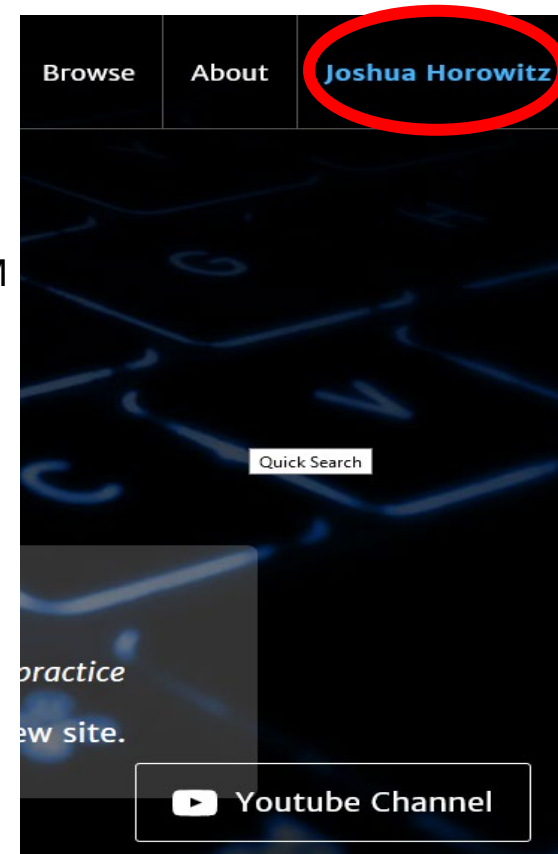 Browse About Joshua Horowitz
G
V
Quick Search
C
practice
ew site.
Youtube Channel